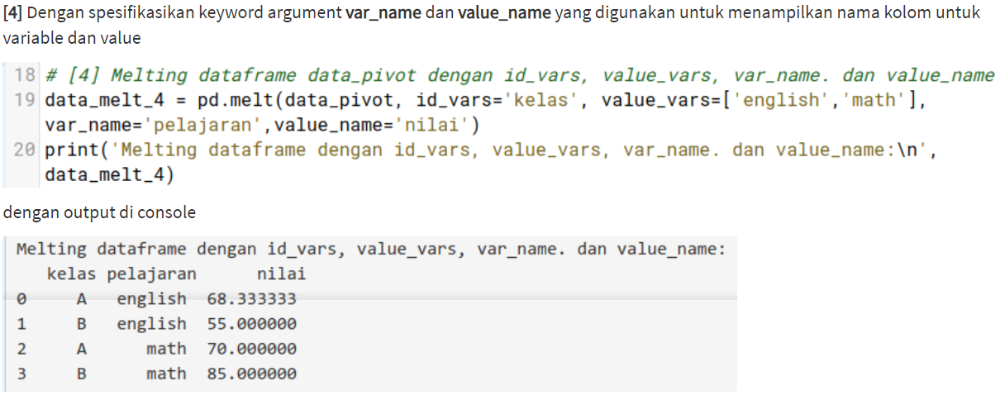 [4] Dengan spesifikasikan keyword argument var_name dan value_name yang digunakan untuk menampilkan nama kolom untuk
variable dan value
18 # [4] Melting dataframe data_pivot dengan id_vars, value_vars, var_name. dan value_name
19 data_melt_4 = pd.melt(data_pivot, id_vars='kelas', value_vars=['english','math'],
var_name='pelajaran',value_name='nilai')
20 print('Melting dataframe dengan id_vars, value_vars, var_name. dan value_name:\n',
data_melt_4)
dengan output di console
Melting dataframe dengan id_vars, value_vars, var_name. dan value_name:
kelas pelajaran nilai
0 A english 68.333333
1 B english 55.000000
2 A math 70.000000
3 B math 85.000000